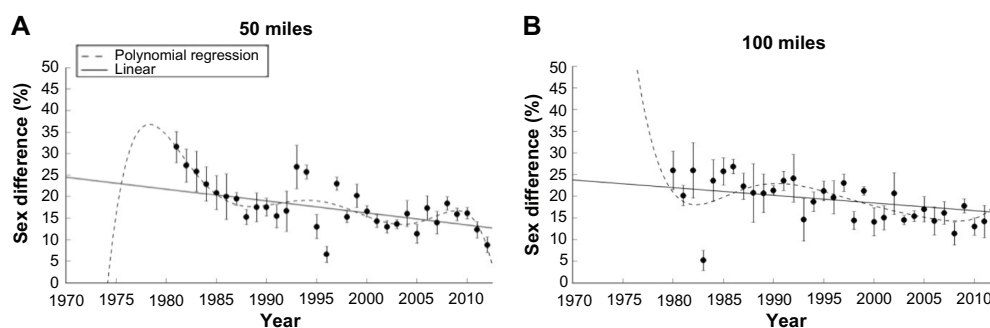 A
50 miles
Polynomial regression
Linear
Sex difference (%)
50
45
40
35
30
25
20
15
10
5
0
1970 1975 1980 1985 1990 1995 2000 2005 2010
Year
B
100 miles
Sex difference (%)
50
45
40
35
30
25
20
15
10
5
0
1970 1975 1980 1985 1990 1995 2000 2005 2010
Year